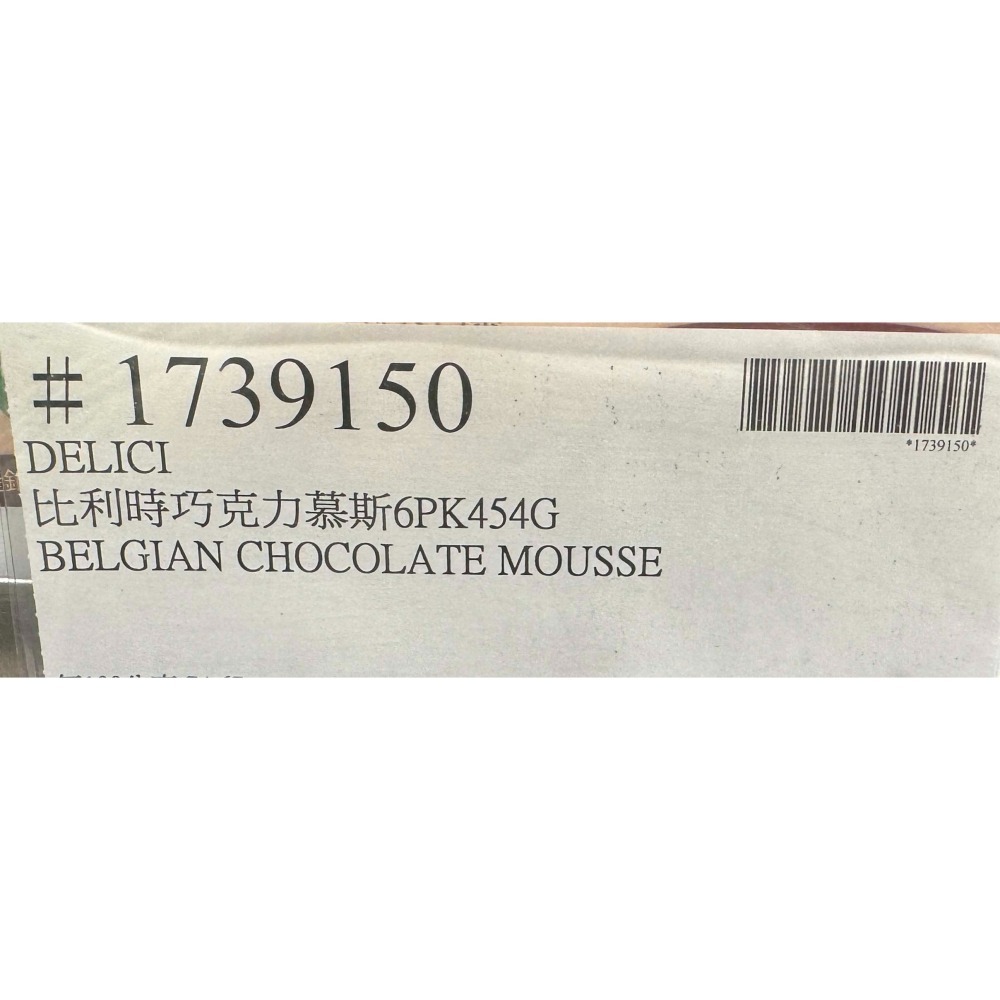 # 1739150
*1739150*
DELICI
比利時巧克力慕斯6PK454G
BELGIAN CHOCOLATE MOUSSE